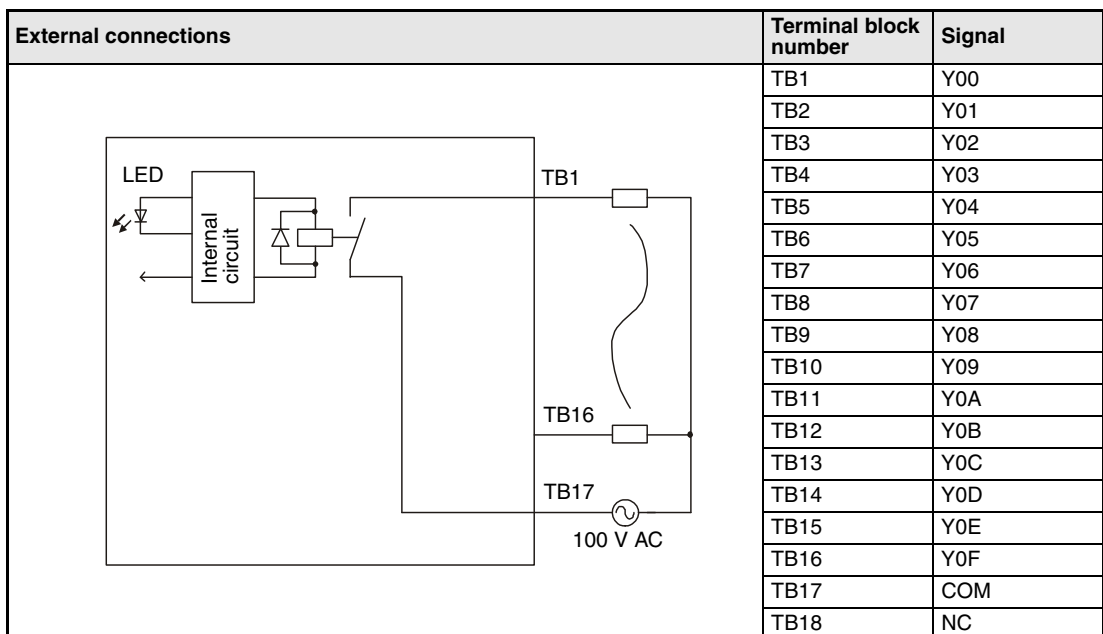 External connections
Terminal block number
Signal
TB1 Y00
TB2 Y01
TB3 Y02
TB4 Y03
TB5 Y04
TB6 Y05
TB7 Y06
TB8 Y07
TB9 Y08
TB10 Y09
TB11 Y0A
TB12 Y0B
TB13 Y0C
TB14 Y0D
TB15 Y0E
TB16 Y0F
TB17 COM
TB18 NC
LED
Internal
circuit
TB1
TB16
TB17
100 V AC